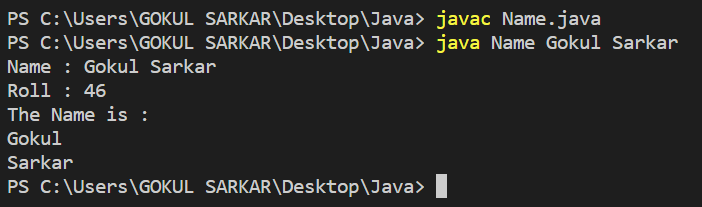 PS C:\Users\GOKUL SARKAR\Desktop\Java> javac Name.java
PS C:\Users\GOKUL SARKAR\Desktop\Java> java Name Gokul Sarkar
Name : Gokul Sarkar
Roll : 46
The Name is :
Gokul
Sarkar
PS C:\Users\GOKUL SARKAR\Desktop\Java>